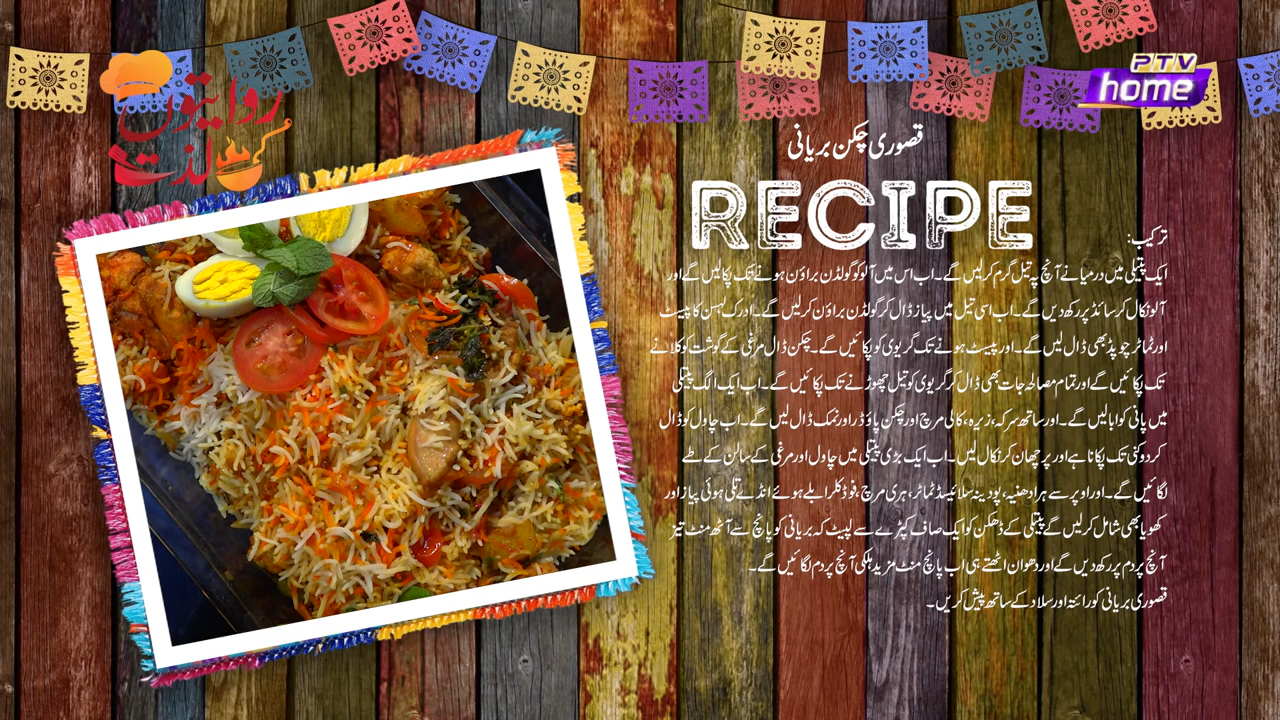 روایتوں
کی
لذت
PTV
home
قصوری چکن بریانی
RECIPE
ترکیب:
ایک پتیلی میں درمیانے آنچ پہ تیل گرم کرلیں گے۔اب اس میں آلو کو گولڈن براؤن ہونے تک پکالیں گے اور
آلو نکال کر سائڈ پر رکھ دیں گے۔اب اسی تیل میں پیاز ڈال کر گولڈن براؤن کرلیں گے۔ادرک لہسن کا پیسٹ
اور ٹماٹر چوپڈ بھی ڈال لیں گے۔اور پیسٹ ہونے تک گریوی کو پکائیں گے۔چکن ڈال مرغی کے گوشت کو گلانے
تک پکائیں گے اور تمام مصالحہ جات بھی ڈال کر گریوی کو تیل چھوڑنے تک پکائیں گے۔اب ایک الگ پتیلی
میں پانی کو ابالیں گے۔اور ساتھ سرکہ،زیرہ،کالی مرچ اور چکن پاؤڈر اور نمک ڈال لیں گے۔اب چاول کو ڈال
کر دو کنی تک پکانا ہے اور پر چھان کر نکال لیں۔اب ایک بڑی پتیلی میں چاول اور مرغی کے سالن کے طے
لگائیں گے۔اور اوپر سے ہرا دھنیہ،پودینہ سلائیسڈ ٹماٹر،ہری مرچ،فوڈ کلر ابلے ہوئے انڈے تلی ہوئی پیاز اور
کھویا بھی شامل کرلیں گے پتیلی کے ڈھکن کو ایک صاف کپڑے سے لپیٹ کہ بریانی کو پانچ سے آٹھ منٹ تیز
آنچ پر دم پر رکھ دیں گے اور دھوان اٹھتے ہی اب پانچ منٹ مزید ہلکی آنچ پر دم لگائیں گے۔
قصوری بریانی کو رائتہ اور سلاد کے ساتھ پیش کریں۔